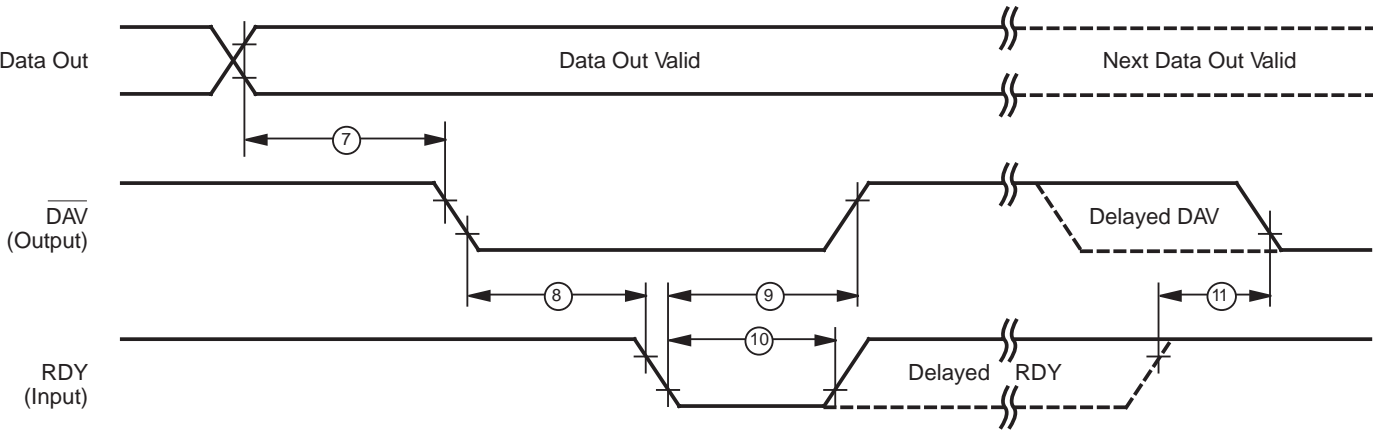 Data Out
Data Out Valid
Next Data Out Valid
7
DAV
(Output)
Delayed DAV
8
9
11
10
RDY
(Input)
Delayed RDY